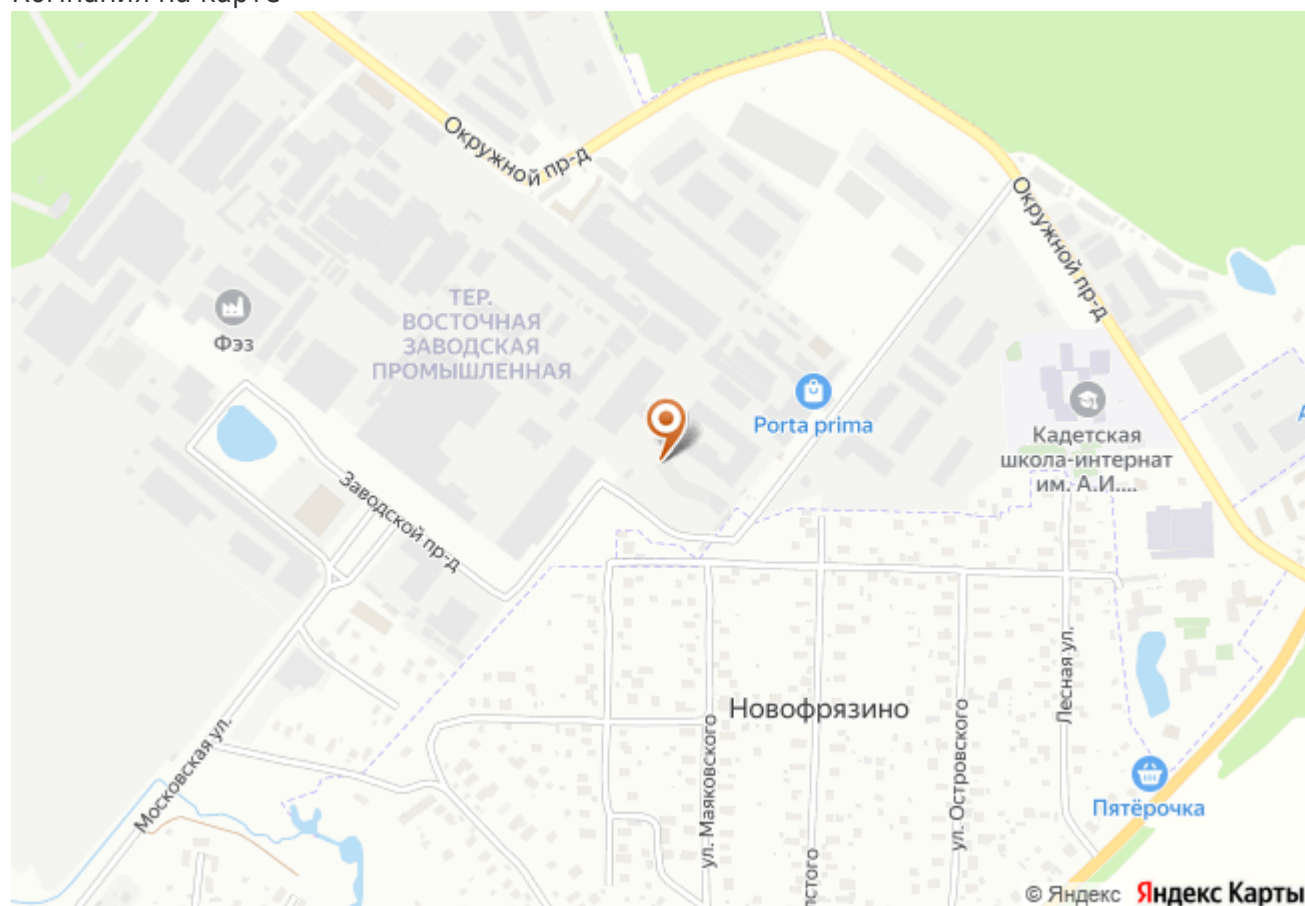 Окружной пр-д
Окружной пр-д
ТЕР.
ВОСТОЧНАЯ
ЗАВОДСКАЯ
ПРОМЫШЛЕННАЯ
Фээ
Porta prima
Кадетская
школа-интернат
им. А.И....
Заводской пр-д
Новофрязино
Московская ул.
ул. Маяковского
ул. Островского
Лесная ул.
Пятёрочка
© Яндекс Яндекс Карты